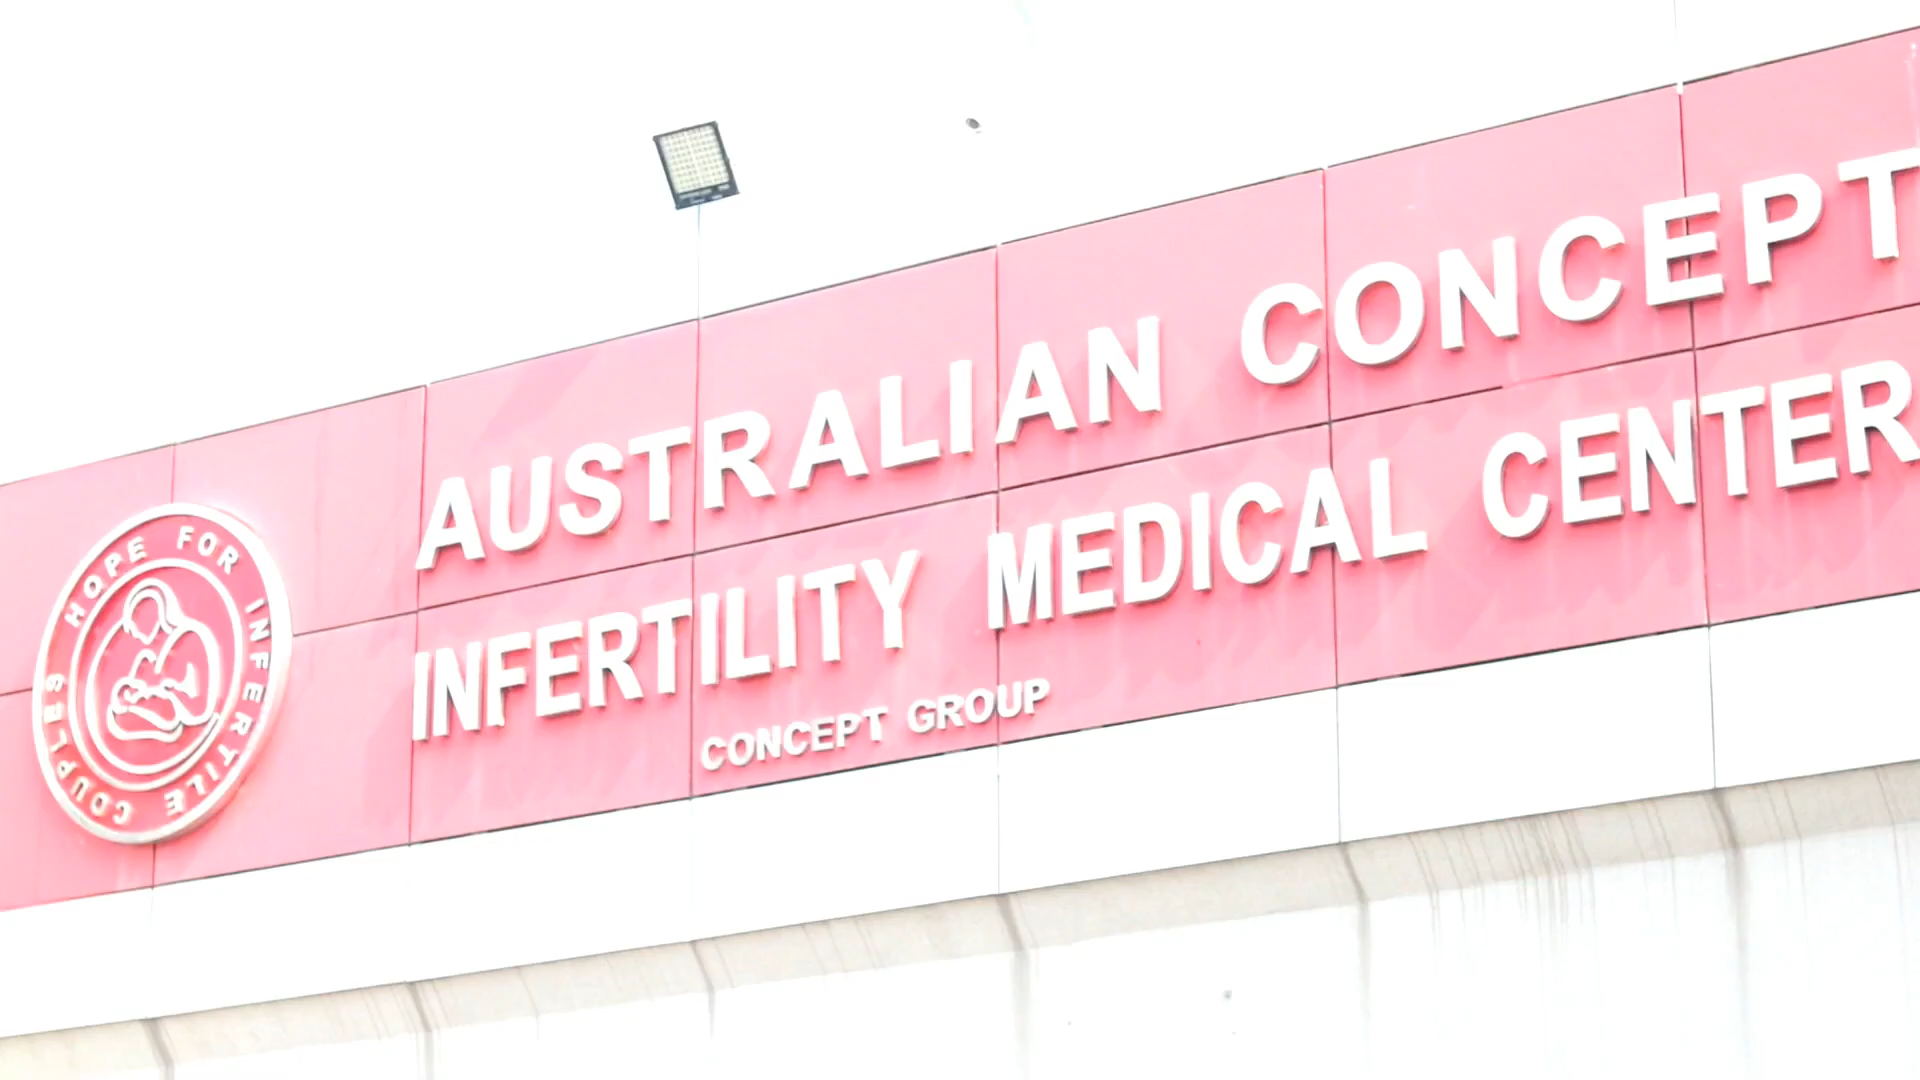 HOPE FOR INFERTILE COUPLES
AUSTRALIAN CONCEPT
INFERTILITY MEDICAL CENTER
CONCEPT GROUP